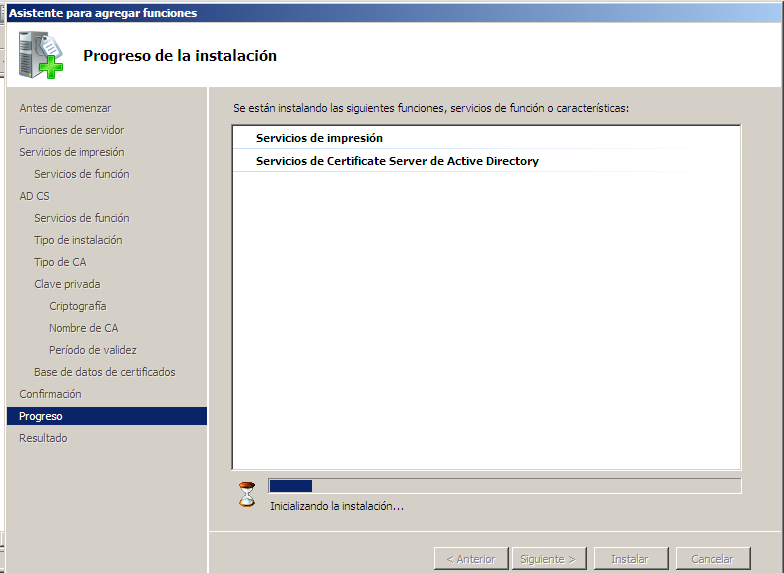 Asistente para agregar funciones
Progreso de la instalación
Antes de comenzar
Funciones de servidor
Servicios de impresión
Servicios de función
AD CS
Servicios de función
Tipo de instalación
Tipo de CA
Clave privada
Criptografía
Nombre de CA
Período de validez
Base de datos de certificados
Confirmación
Progreso
Resultado
Se están instalando las siguientes funciones, servicios de función o características:
Servicios de impresión
Servicios de Certificate Server de Active Directory
Inicializando la instalación...
< Anterior Siguiente > Instalar Cancelar